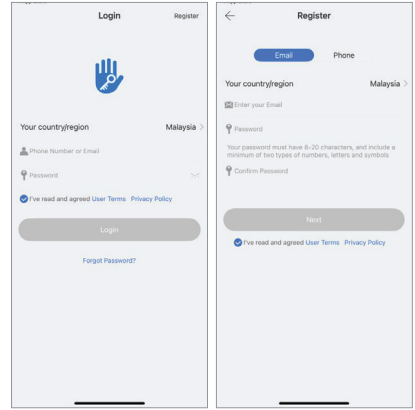 Login
Register
Your country/region
Malaysia >
Phone Number or Email
Password
I've read and agreed User Terms Privacy Policy
Login
Forgot Password?
Register
Email
Phone
Your country/region
Malaysia >
Enter your Email
Password
Your password must have 8-20 characters, and include a
minimum of two types of numbers, letters and symbols
Confirm Password
Next
I've read and agreed User Terms Privacy Policy